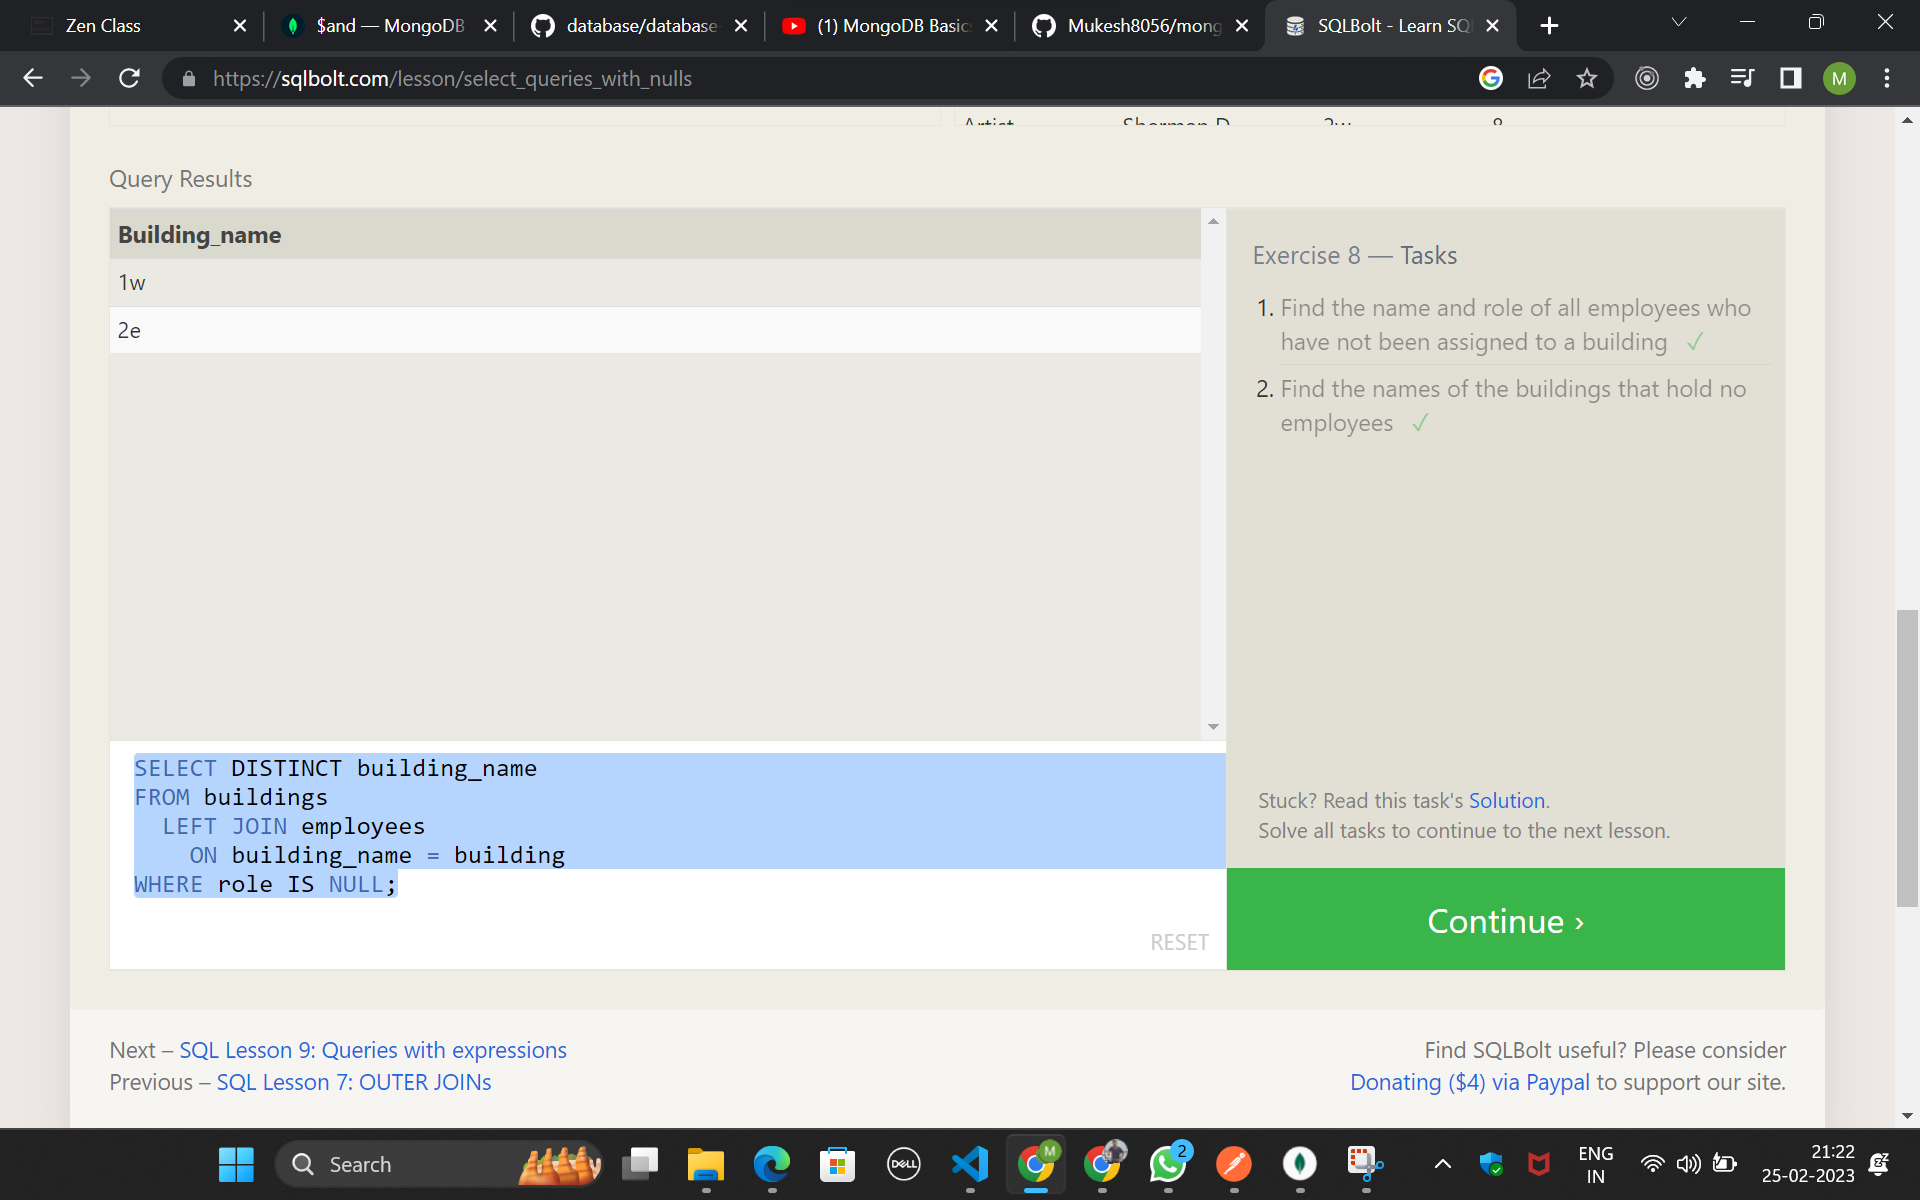 Zen Class
$and — MongoDB
database/database-
(1) MongoDB Basic
Mukesh8056/mong
SQLBolt - Learn SQL
https://sqlbolt.com/lesson/select_queries_with_nulls
M
Query Results
Building_name
1w
2e
Exercise 8 — Tasks
1. Find the name and role of all employees who
have not been assigned to a building ✓
2. Find the names of the buildings that hold no
employees ✓
SELECT DISTINCT building_name
FROM buildings
LEFT JOIN employees
ON building_name = building
WHERE role IS NULL;
RESET
Stuck? Read this task's Solution.
Solve all tasks to continue to the next lesson.
Continue ›
Next – SQL Lesson 9: Queries with expressions
Previous – SQL Lesson 7: OUTER JOINs
Find SQLBolt useful? Please consider
Donating ($4) via Paypal to support our site.
Search
DELL
M
2
ENG
IN
21:22
25-02-2023